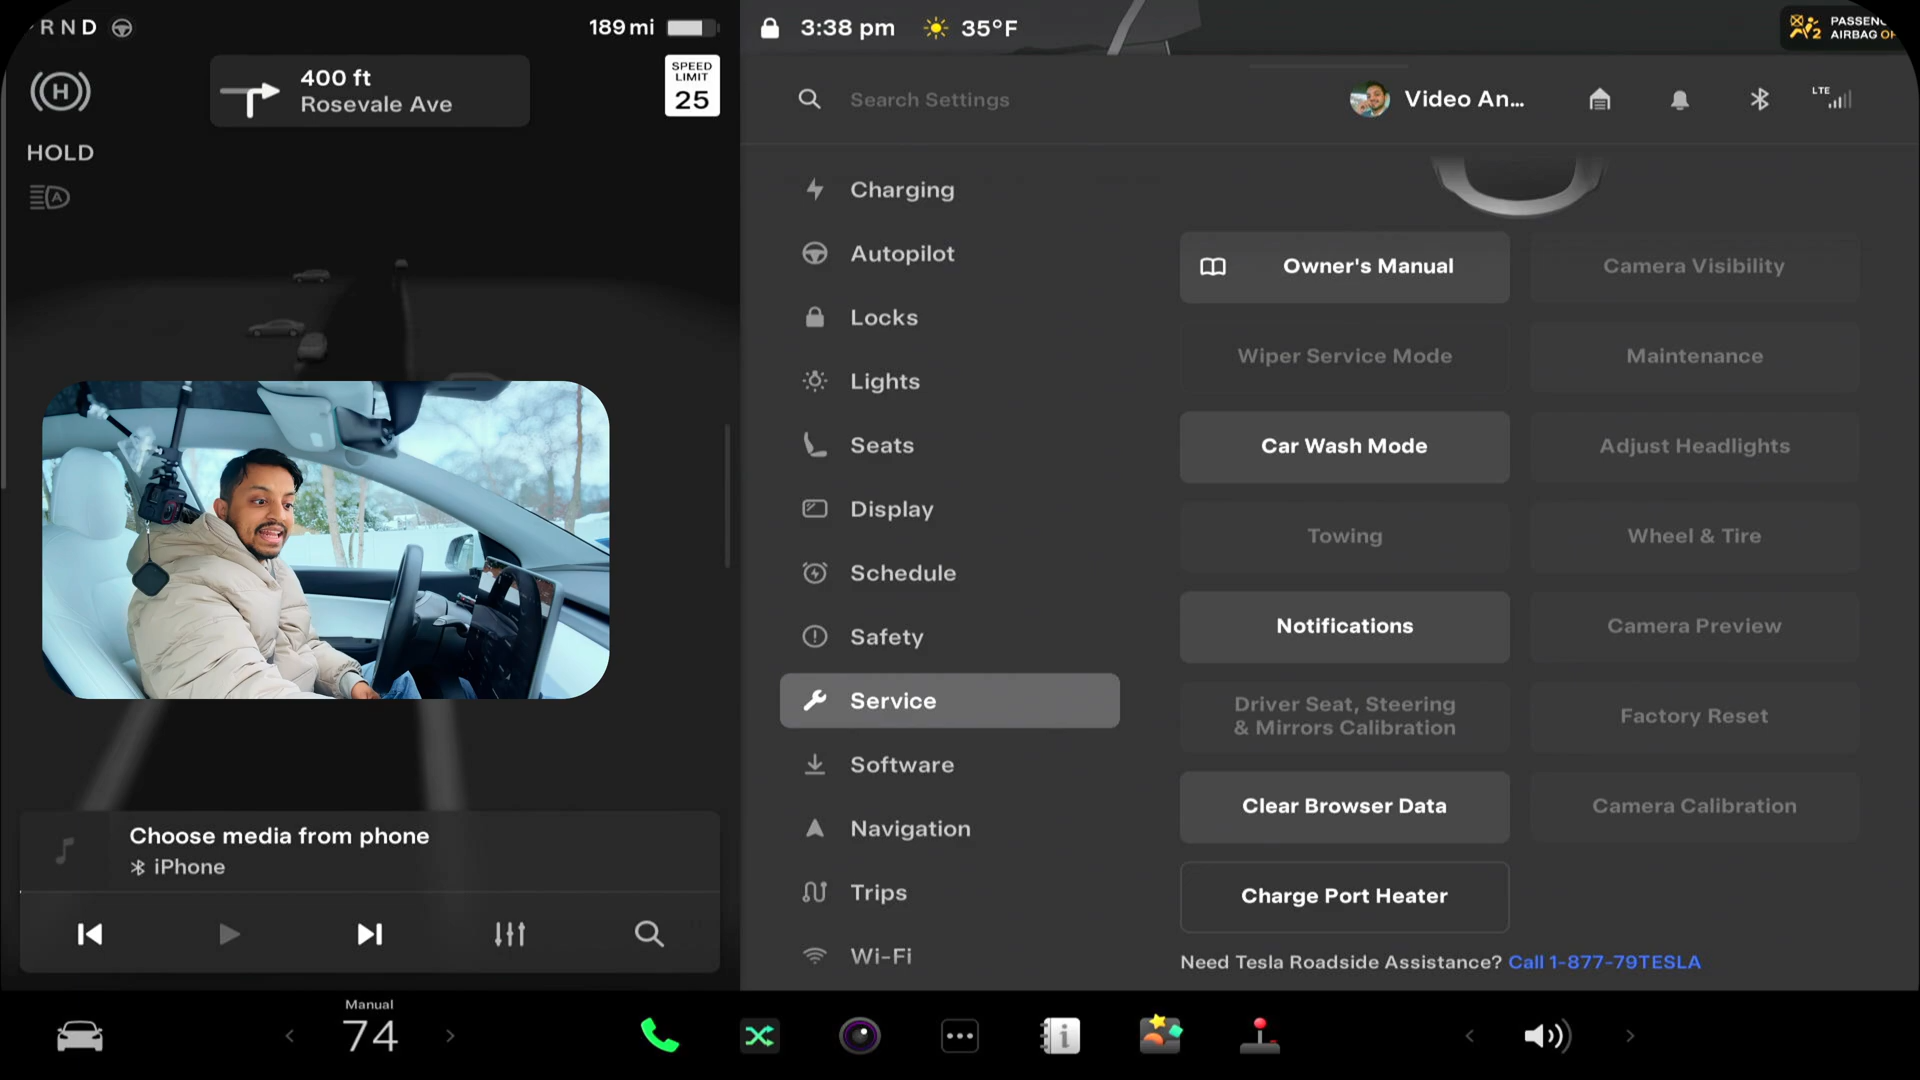 R N D
189 mi
400 ft
Rosevale Ave
SPEED
LIMIT
25
HOLD
A
3:38 pm
35°F
PASSEN
AIRBAG
2
Search Settings
Video An...
LTE
Charging
Autopilot
Locks
Lights
Seats
Display
Schedule
Safety
Service
Software
Navigation
Trips
Wi-Fi
Owner's Manual
Camera Visibility
Wiper Service Mode
Maintenance
Car Wash Mode
Adjust Headlights
Towing
Wheel & Tire
Notifications
Camera Preview
Driver Seat, Steering
& Mirrors Calibration
Factory Reset
Clear Browser Data
Camera Calibration
Charge Port Heater
Need Tesla Roadside Assistance? Call 1-877-79TESLA
Choose media from phone
iPhone
Manual
74